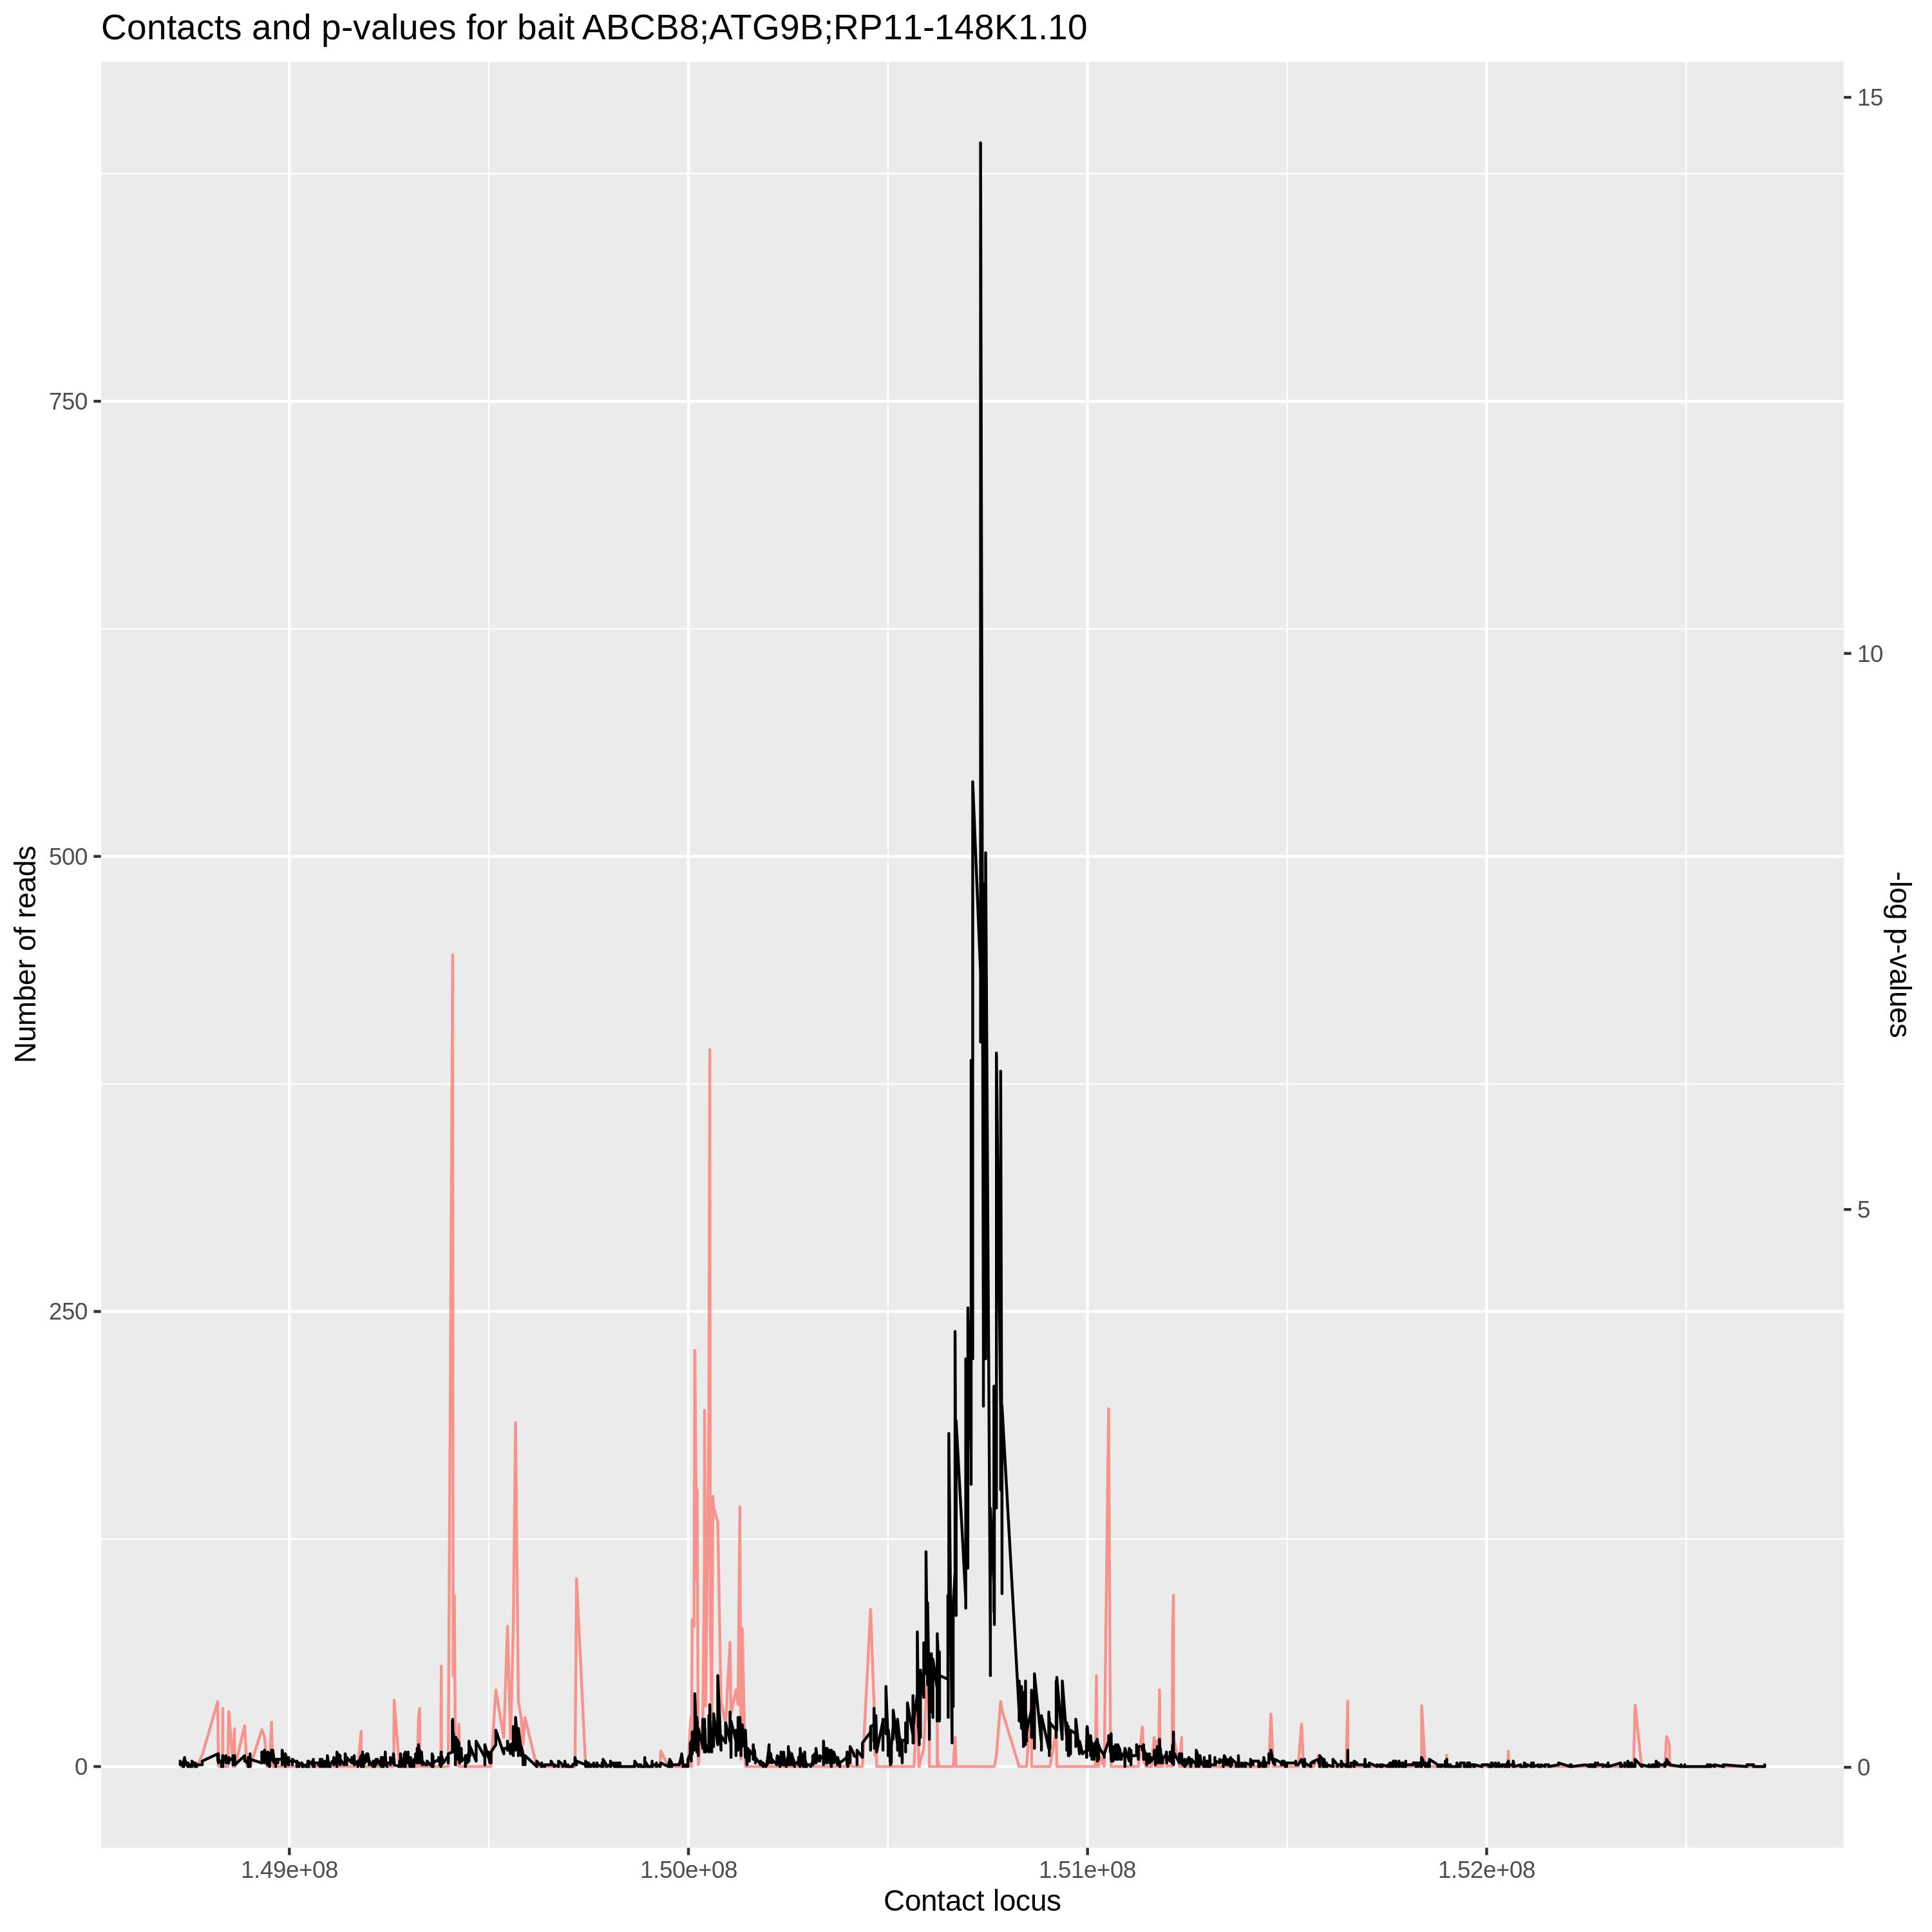 Contacts and p-values for bait ABCB8;ATG9B;RP11-148K1.10
15
750
10
500
Number of reads
-log p-values
5
250
0
0
1.49e+08
1.50e+08
1.51e+08
1.52e+08
Contact locus